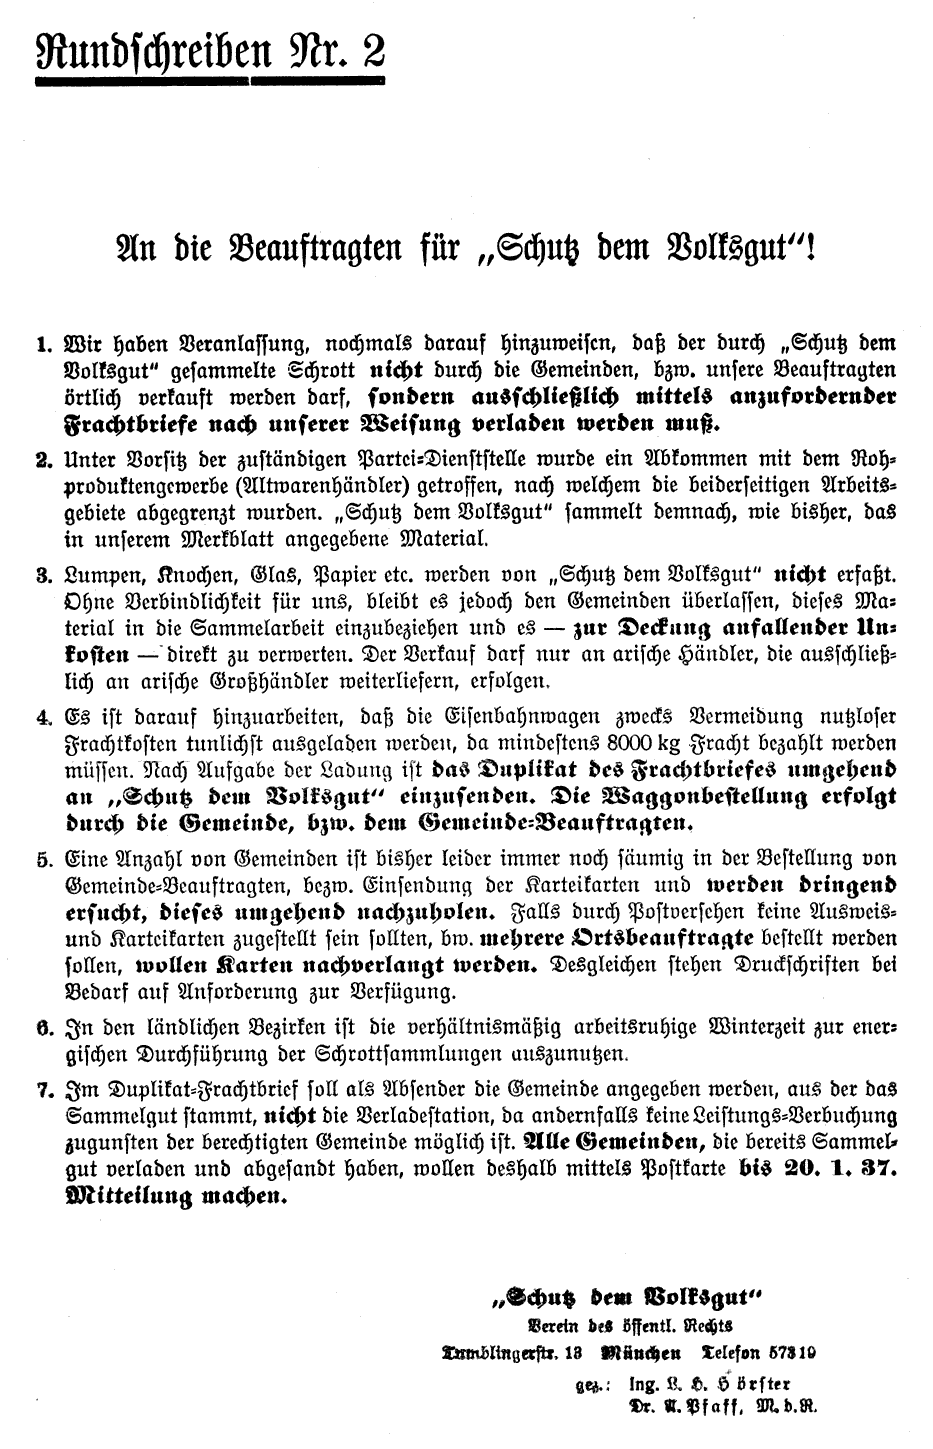 Rundschreiben Nr. 2
An die Beauftragten für „Schutz dem Volksgut“!
1. Wir haben Veranlassung, nochmals darauf hinzuweisen, daß der durch „Schutz dem
Volksgut“ gesammelte Schrott nicht durch die Gemeinden, bzw. unsere Beauftragten
örtlich verkauft werden darf, sondern ausschließlich mittels anzufordernder
Frachtbriefe nach unserer Weisung verladen werden muß.
2. Unter Vorsitz der zuständigen Partei-Dienststelle wurde ein Abkommen mit dem Roh-
produktengewerbe (Altwarenhändler) getroffen, nach welchem die beiderseitigen Arbeits-
gebiete abgegrenzt wurden. „Schutz dem Volksgut“ sammelt demnach, wie bisher, das
in unserem Merkblatt angegebene Material.
3. Lumpen, Knochen, Glas, Papier etc. werden von „Schutz dem Volksgut“ nicht erfaßt.
Ohne Verbindlichkeit für uns, bleibt es jedoch den Gemeinden überlassen, dieses Ma-
terial in die Sammelarbeit einzubeziehen und es — zur Deckung anfallender Un-
kosten — direkt zu verwerten. Der Verkauf darf nur an arische Händler, die ausschließ-
lich an arische Großhändler weiterliefern, erfolgen.
4. Es ist darauf hinzuarbeiten, daß die Eisenbahnwagen zwecks Vermeidung nutzloser
Frachtkosten tunlichst ausgeladen werden, da mindestens 8000 kg Fracht bezahlt werden
müssen. Nach Aufgabe der Ladung ist das Duplikat des Frachtbriefes umgehend
an „Schutz dem Volksgut“ einzusenden. Die Waggonbestellung erfolgt
durch die Gemeinde, bzw. dem Gemeinde-Beauftragten.
5. Eine Anzahl von Gemeinden ist bisher leider immer noch säumig in der Bestellung von
Gemeinde-Beauftragten, bezw. Einsendung der Karteikarten und werden dringend
ersucht, dieses umgehend nachzuholen. Falls durch Postversehen keine Ausweis-
und Karteikarten zugestellt sein sollten, bw. mehrere Ortsbeauftragte bestellt werden
sollen, wollen Karten nachverlangt werden. Desgleichen stehen Druckschriften bei
Bedarf auf Anforderung zur Verfügung.
6. In den ländlichen Bezirken ist die verhältnismäßig arbeitsruhige Winterzeit zur ener-
gischen Durchführung der Schrottsammlungen auszunutzen.
7. Im Duplikat-Frachtbrief soll als Absender die Gemeinde angegeben werden, aus der das
Sammelgut stammt, nicht die Verladestation, da andernfalls keine Leistungs-Verbuchung
zugunsten der berechtigten Gemeinde möglich ist. Alle Gemeinden, die bereits Sammel-
gut verladen und abgesandt haben, wollen deshalb mittels Postkarte bis 20. 1. 37.
Mitteilung machen.
„Schutz dem Volksgut“
Verein des öffentl. Rechts
Tumblingerstr. 13 München Telefon 57319
gez.: Ing. L. H. Hörster
Dr. A. Pfaff, M. d. R.